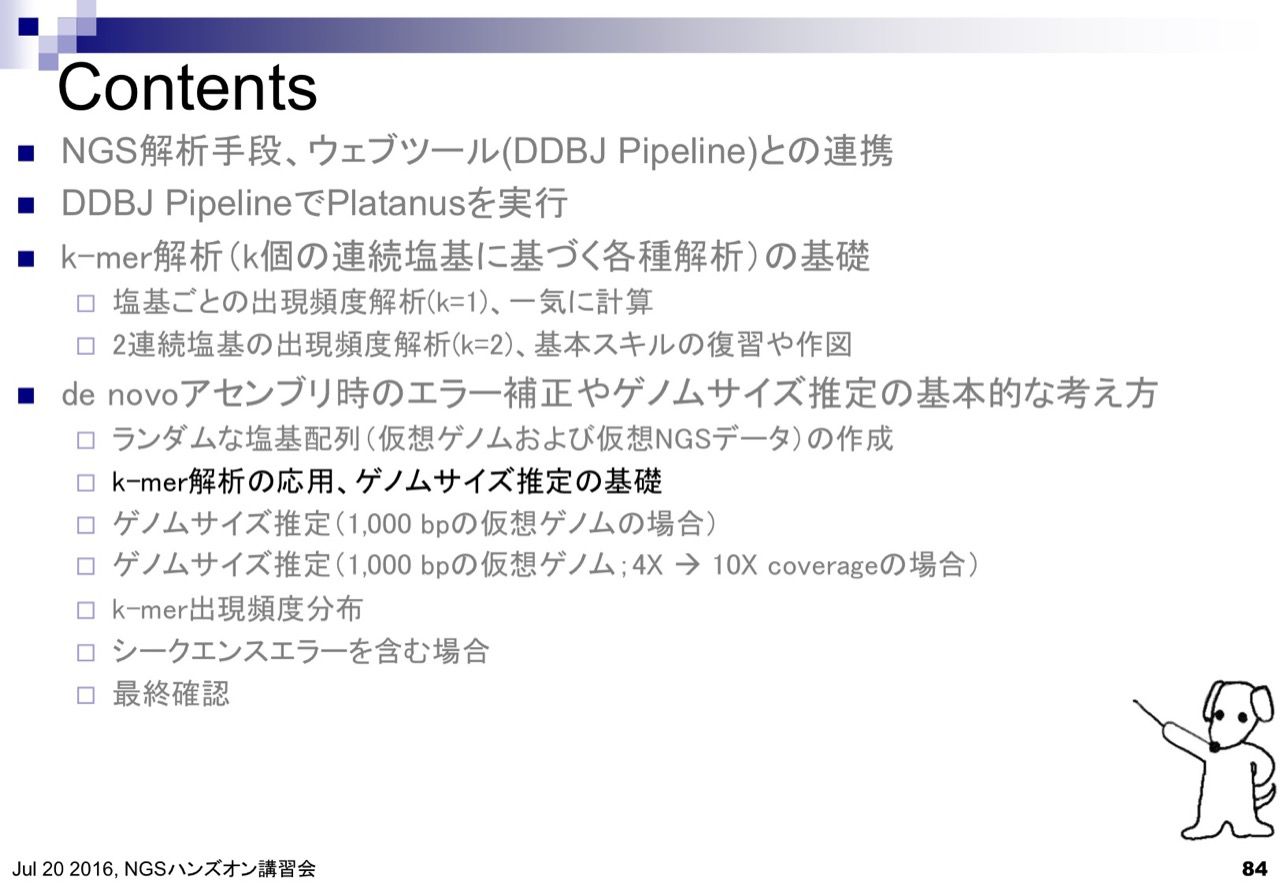 Contents
NGS解析手段、ウェブツール(DDBJ Pipeline)との連携
DDBJ PipelineでPlatanusを実行
k-mer解析（k個の連続塩基に基づく各種解析）の基礎
塩基ごとの出現頻度解析(k=1)、一気に計算
2連続塩基の出現頻度解析(k=2)、基本スキルの復習や作図
de novoアセンブリ時のエラー補正やゲノムサイズ推定の基本的な考え方
ランダムな塩基配列（仮想ゲノムおよび仮想NGSデータ）の作成
k-mer解析の応用、ゲノムサイズ推定の基礎
ゲノムサイズ推定（1,000 bpの仮想ゲノムの場合）
ゲノムサイズ推定（1,000 bpの仮想ゲノム；4X → 10X coverageの場合）
k-mer出現頻度分布
シークエンスエラーを含む場合
最終確認
Jul 20 2016, NGSハンズオン講習会
84